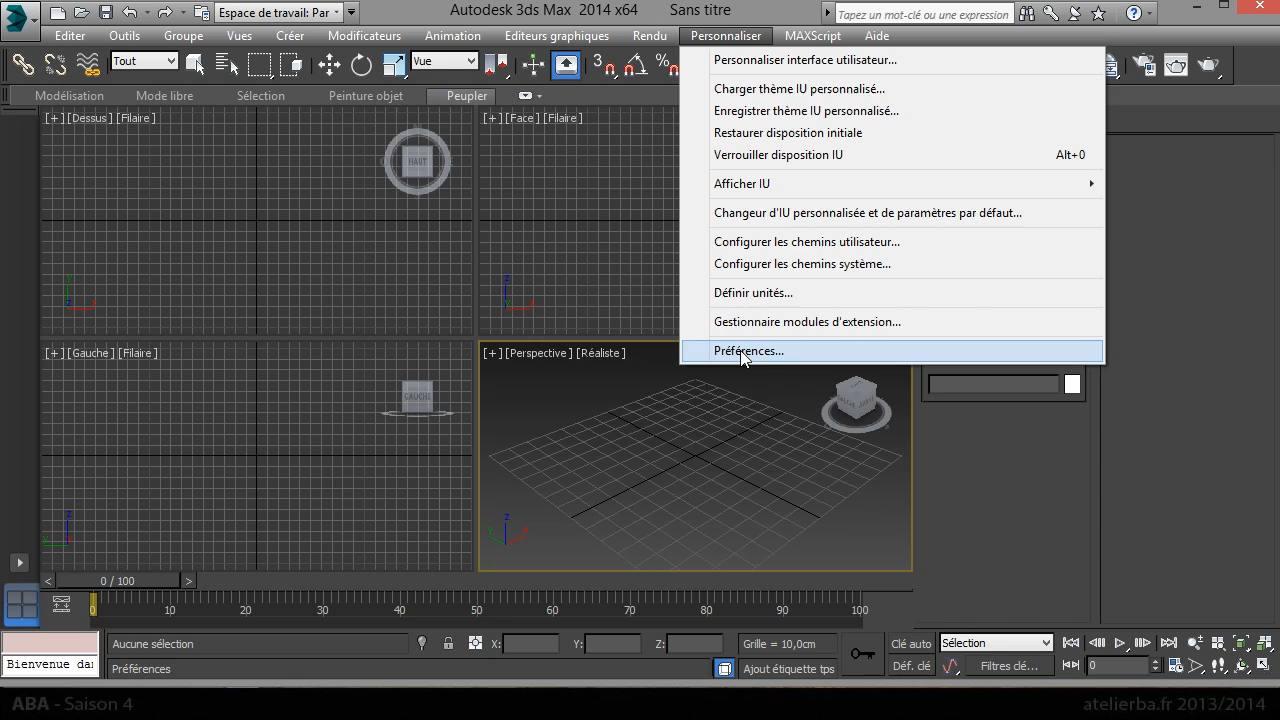 Espace de travail: Par
Autodesk 3ds Max 2014 x64 Sans titre
Tapez un mot-clé ou une expression
Editer Outils Groupe Vues Créer Modificateurs Animation Editeurs graphiques Rendu Personnaliser MAXScript Aide
Tout
Vue
3
%
Modélisation Mode libre Sélection Peinture objet Peupler
Personnaliser interface utilisateur...
Charger thème IU personnalisé...
Enregistrer thème IU personnalisé...
Restaurer disposition initiale
Verrouiller disposition IU Alt+0
Afficher IU
Changeur d'IU personnalisée et de paramètres par défaut...
Configurer les chemins utilisateur...
Configurer les chemins système...
Définir unités...
Gestionnaire modules d'extension...
Préférences...
[+] [Dessus] [Filaire]
HAUT
y
z x
[+] [Face] [Filaire]
z
y x
[+] [Gauche] [Filaire]
GAUCHE
z
y x
[+] [Perspective] [Réaliste]
z
y x
< 0 / 100 >
0 10 20 30 40 50 60 70 80 90 100
Aucune sélection X: Y: Z: Grille = 10,0cm Clé auto Sélection
Bienvenue da
Préférences Ajout étiquette tps Déf. clé Filtres clé... 0
ABA - Saison 4
atelierba.fr 2013/2014